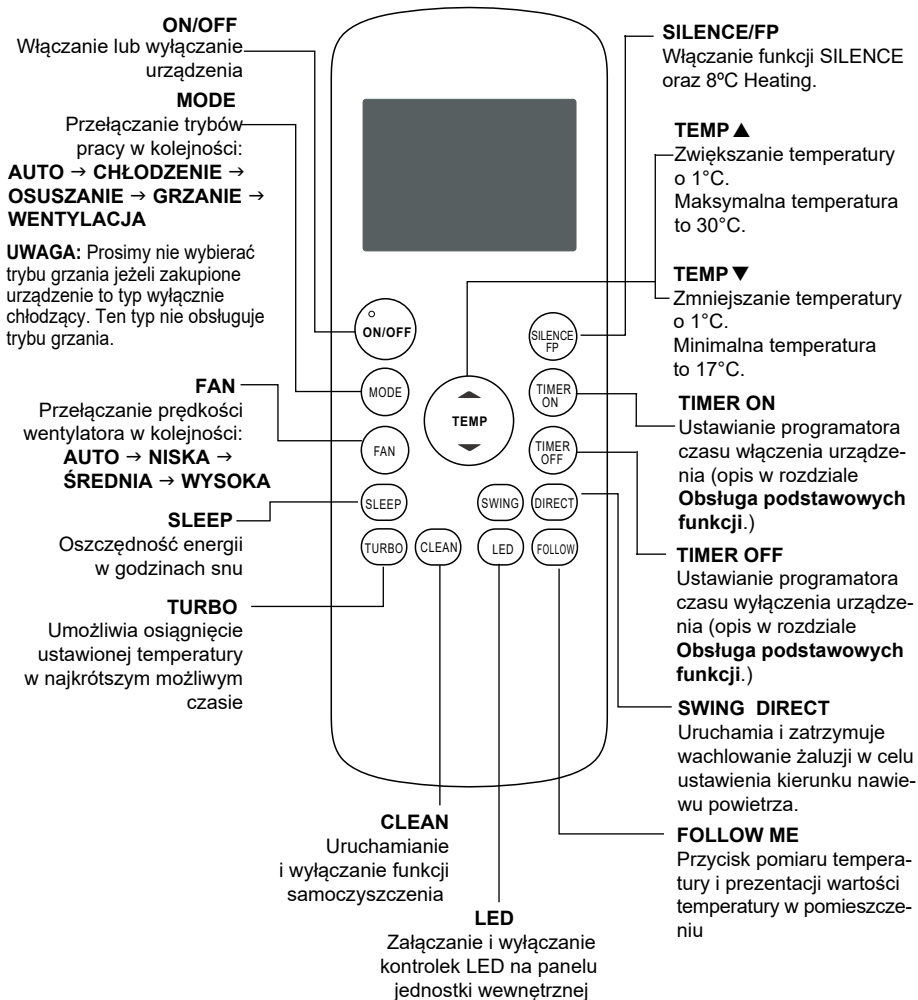 ON/OFF
Włączanie lub wyłączanie
urządzenia
MODE
Przełączanie trybów
pracy w kolejności:
AUTO → CHŁODZENIE →
OSUSZANIE → GRZANIE →
WENTYLACJA
UWAGA: Prosimy nie wybierać
trybu grzania jeżeli zakupione
urządzenie to typ wyłącznie
chłodzący. Ten typ nie obsługuje
trybu grzania.
FAN
Przełączanie prędkości
wentylatora w kolejności:
AUTO → NISKA →
ŚREDNIA → WYSOKA
SLEEP
Oszczędność energii
w godzinach snu
TURBO
Umożliwia osiągnięcie
ustawionej temperatury
w najkrótszym możliwym
czasie
ON/OFF
SILENCE
FP
MODE
TEMP
TIMER
ON
FAN
TIMER
OFF
SLEEP
SWING
DIRECT
TURBO
CLEAN
LED
FOLLOW
CLEAN
Uruchamianie
i wyłączanie funkcji
samoczyszczenia
LED
Załączanie i wyłączanie
kontrolek LED na panelu
jednostki wewnętrznej
SILENCE/FP
Włączanie funkcji SILENCE
oraz 8ºC Heating.
TEMP▲
Zwiększanie temperatury
o 1°C.
Maksymalna temperatura
to 30°C.
TEMP▼
Zmniejszanie temperatury
o 1°C.
Minimalna temperatura
to 17°C.
TIMER ON
Ustawianie programatora
czasu włączenia urządze-
nia (opis w rozdziale
Obsługa podstawowych
funkcji.)
TIMER OFF
Ustawianie programatora
czasu wyłączenia urządze-
nia (opis w rozdziale
Obsługa podstawowych
funkcji.)
SWING DIRECT
Uruchamia i zatrzymuje
wachlowanie żaluzji w celu
ustawienia kierunku nawie-
wu powietrza.
FOLLOW ME
Przycisk pomiaru tempera-
tury i prezentacji wartości
temperatury w pomieszcze-
niu